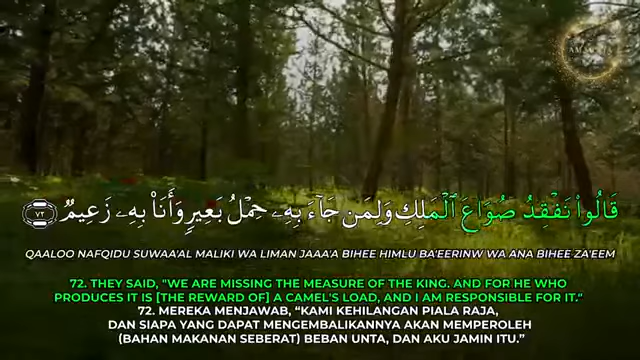 قَالُوا۟ نَفْقِدُ صُوَاعَ ٱلْمَلِكِ وَلِمَن جَآءَ بِهِۦ حِمْلُ بَعِيرٍۢ وَأَنَا۠ بِهِۦ زَعِيمٌۭ ٧٢
QAALOO NAFQIDU SUWAA'AL MALIKI WA LIMAN JAAA'A BIHEE HIMLU BA'EERINW WA ANA BIHEE ZA'EEM
72. THEY SAID, "WE ARE MISSING THE MEASURE OF THE KING. AND FOR HE WHO
PRODUCES IT IS [THE REWARD OF] A CAMEL'S LOAD, AND I AM RESPONSIBLE FOR IT."
72. MEREKA MENJAWAB, “KAMI KEHILANGAN PIALA RAJA,
DAN SIAPA YANG DAPAT MENGEMBALIKANNYA AKAN MEMPEROLEH
(BAHAN MAKANAN SEBERAT) BEBAN UNTA, DAN AKU JAMIN ITU.”